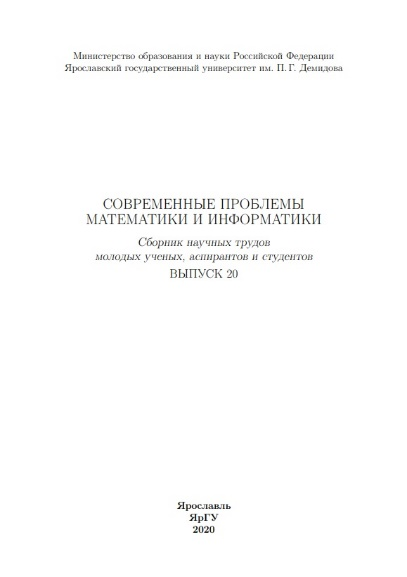 Министерство образования и науки Российской Федерации
Ярославский государственный университет им. П. Г. Демидова
СОВРЕМЕННЫЕ ПРОБЛЕМЫ
МАТЕМАТИКИ И ИНФОРМАТИКИ
Сборник научных трудов
молодых ученых, аспирантов и студентов
ВЫПУСК 20
Ярославль
ЯрГУ
2020